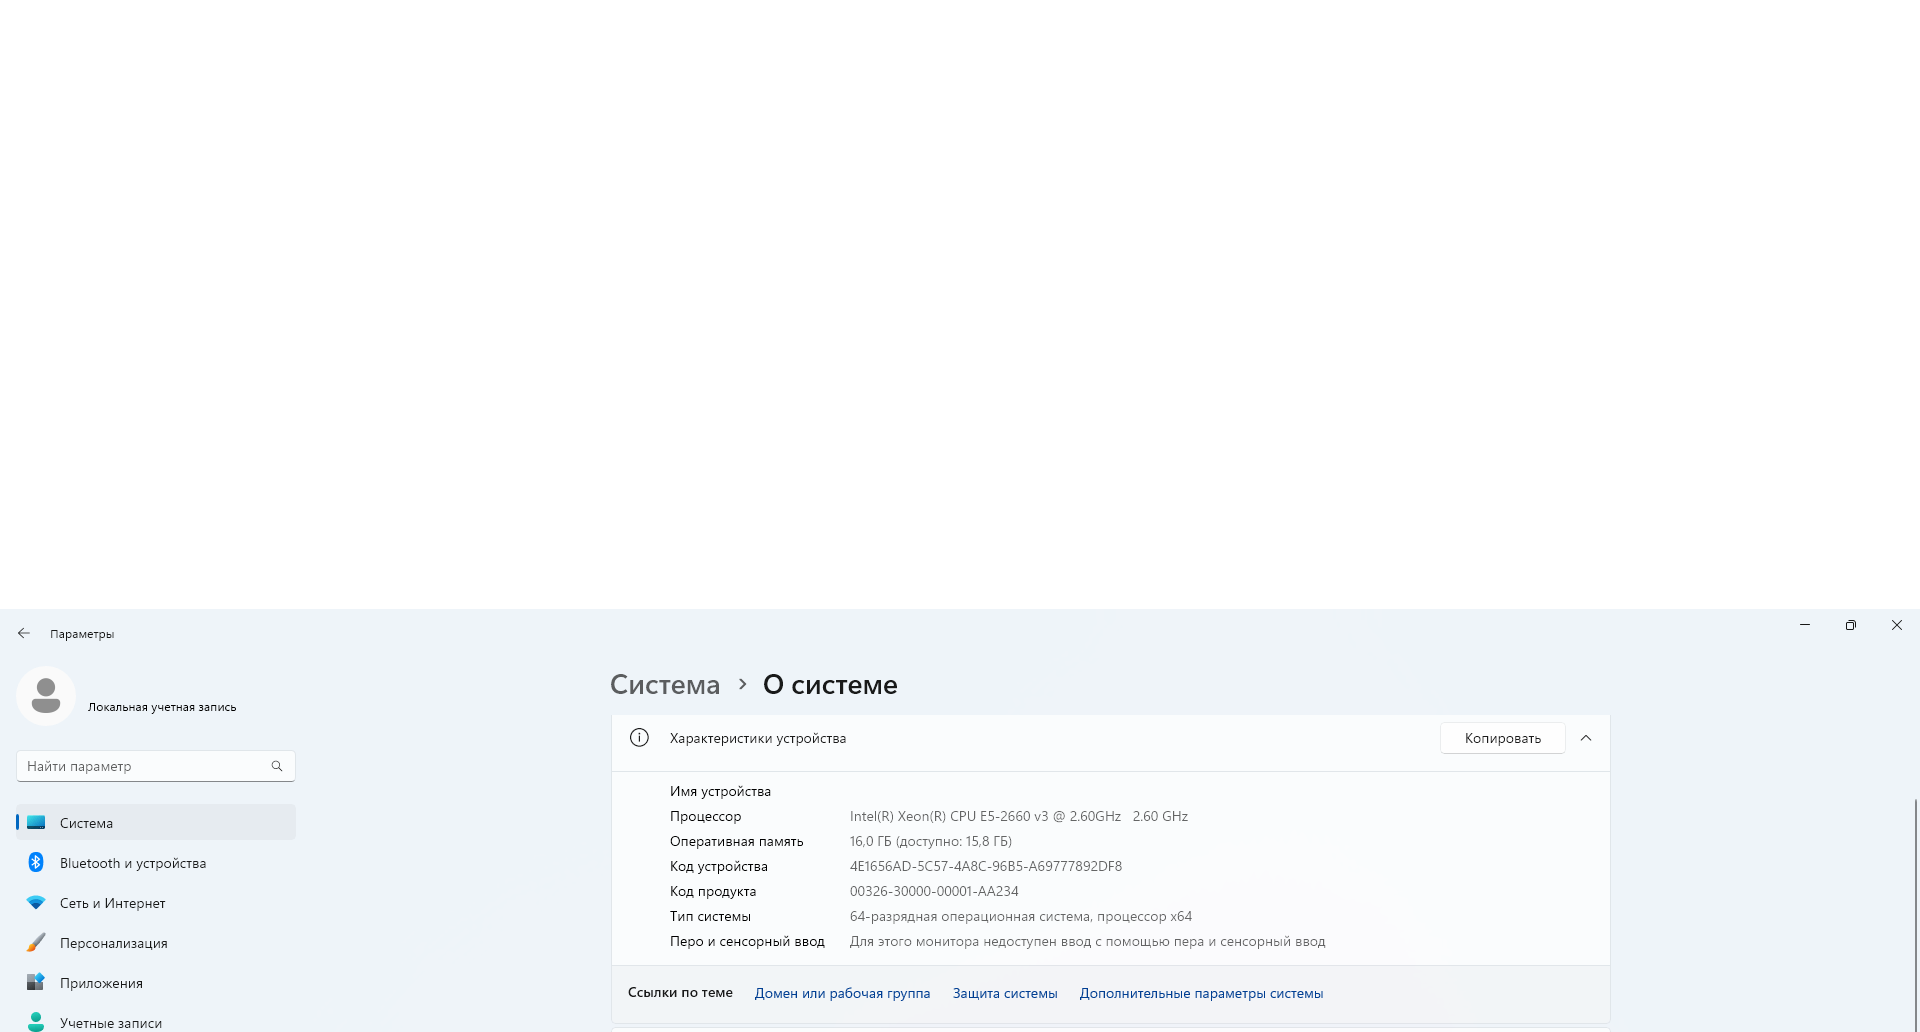 Параметры
Локальная учетная запись
Найти параметр
Система
Bluetooth и устройства
Сеть и Интернет
Персонализация
Приложения
Учетные записи
Система > О системе
Характеристики устройства
Копировать
Имя устройства
Процессор Intel(R) Xeon(R) CPU E5-2660 v3 @ 2.60GHz 2.60 GHz
Оперативная память 16,0 ГБ (доступно: 15,8 ГБ)
Код устройства 4E1656AD-5C57-4A8C-96B5-A69777892DF8
Код продукта 00326-30000-00001-AA234
Тип системы 64-разрядная операционная система, процессор x64
Перо и сенсорный ввод Для этого монитора недоступен ввод с помощью пера и сенсорный ввод
Ссылки по теме Домен или рабочая группа Защита системы Дополнительные параметры системы